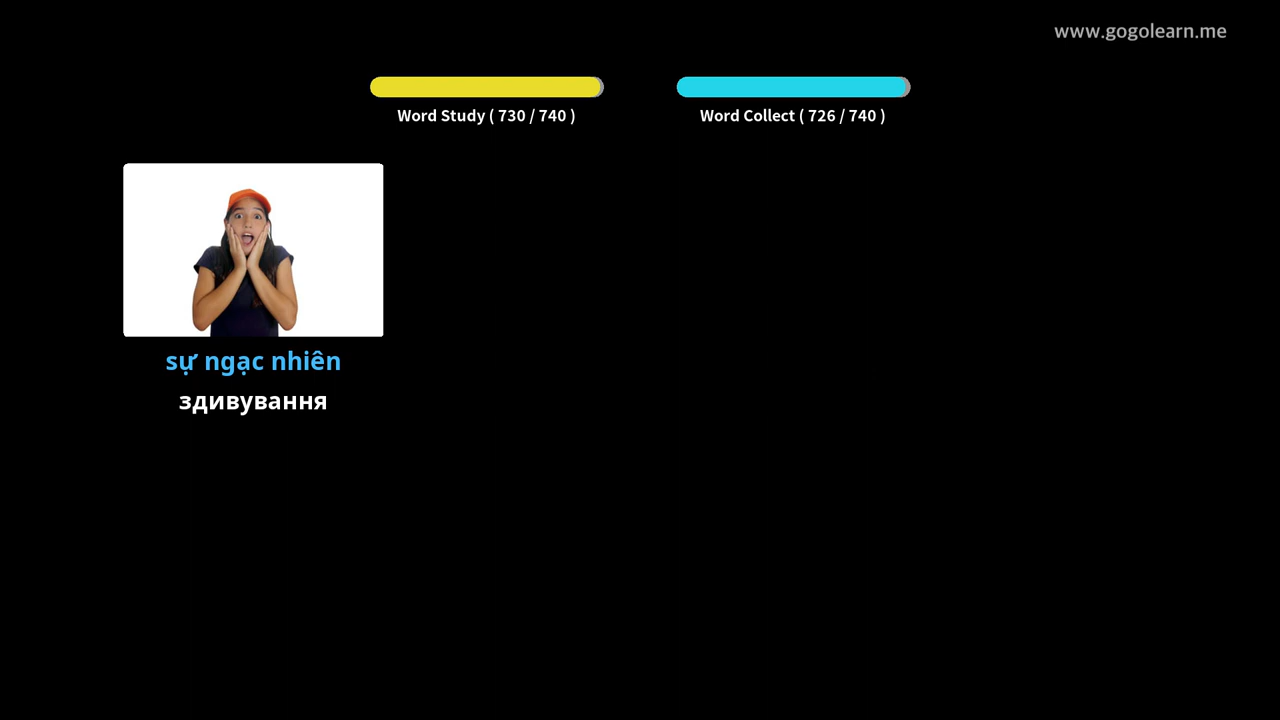 www.gogolearn.me
Word Study ( 730 / 740 )
Word Collect ( 726 / 740 )
sự ngạc nhiên
здивування